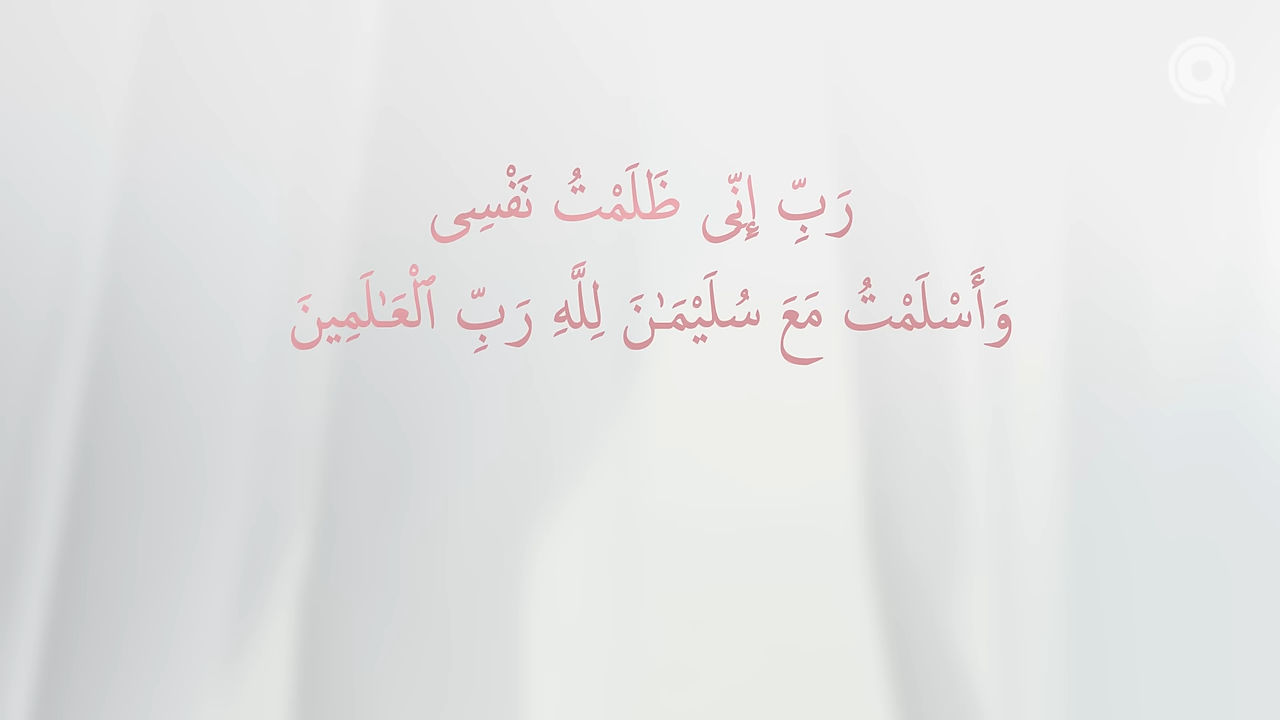 رَبِّ إِنِّى ظَلَمْتُ نَفْسِى
وَأَسْلَمْتُ مَعَ سُلَيْمَـٰنَ لِلَّهِ رَبِّ ٱلْعَـٰلَمِينَ